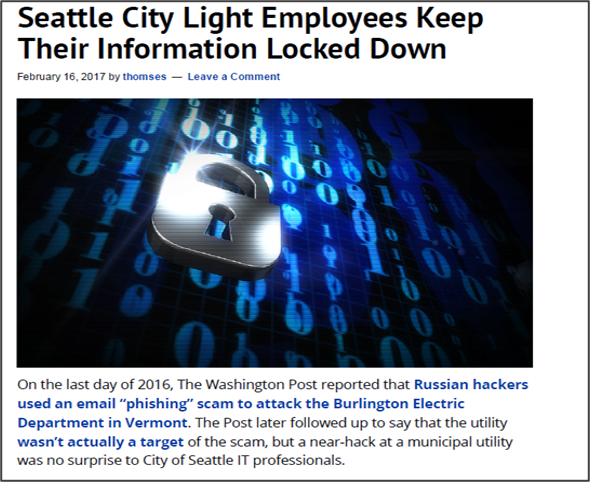 Seattle City Light Employees Keep
Their Information Locked Down
February 16, 2017 by thomses — Leave a Comment
On the last day of 2016, The Washington Post reported that Russian hackers
used an email “phishing” scam to attack the Burlington Electric
Department in Vermont. The Post later followed up to say that the utility
wasn’t actually a target of the scam, but a near-hack at a municipal utility
was no surprise to City of Seattle IT professionals.